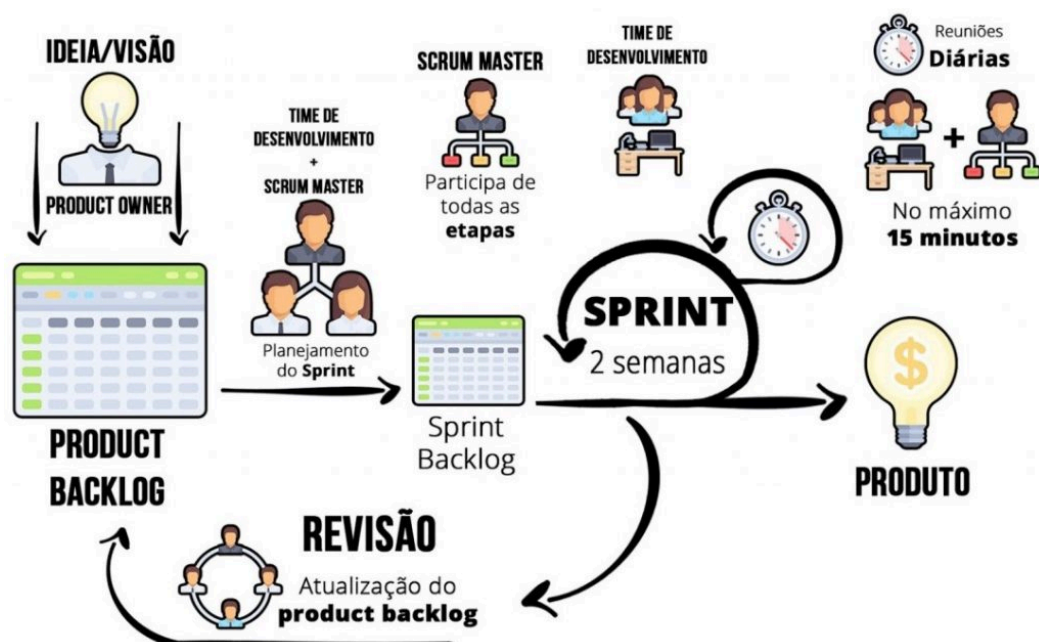 IDEIA/VISÃO
PRODUCT OWNER
PRODUCT
BACKLOG
TIME DE
DESENVOLVIMENTO
+
SCRUM MASTER
Planejamento
do Sprint
SCRUM MASTER
Participa de
todas as
etapas
Sprint
Backlog
TIME DE
DESENVOLVIMENTO
SPRINT
2 semanas
Reuniões
Diárias
+
No máximo
15 minutos
$
PRODUTO
REVISÃO
Atualização do
product backlog